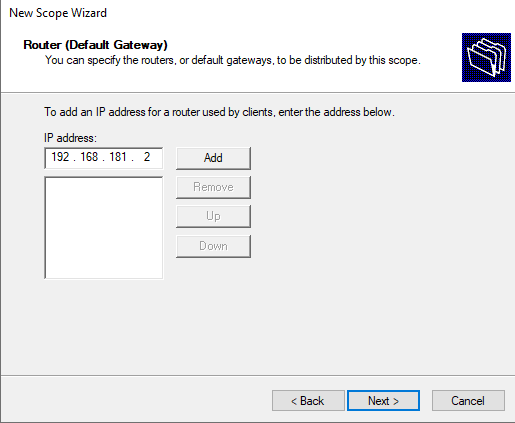 New Scope Wizard
Router (Default Gateway)
You can specify the routers, or default gateways, to be distributed by this scope.
To add an IP address for a router used by clients, enter the address below.
IP address:
192 . 168 . 181 . 2
Add
Remove
Up
Down
< Back
Next >
Cancel